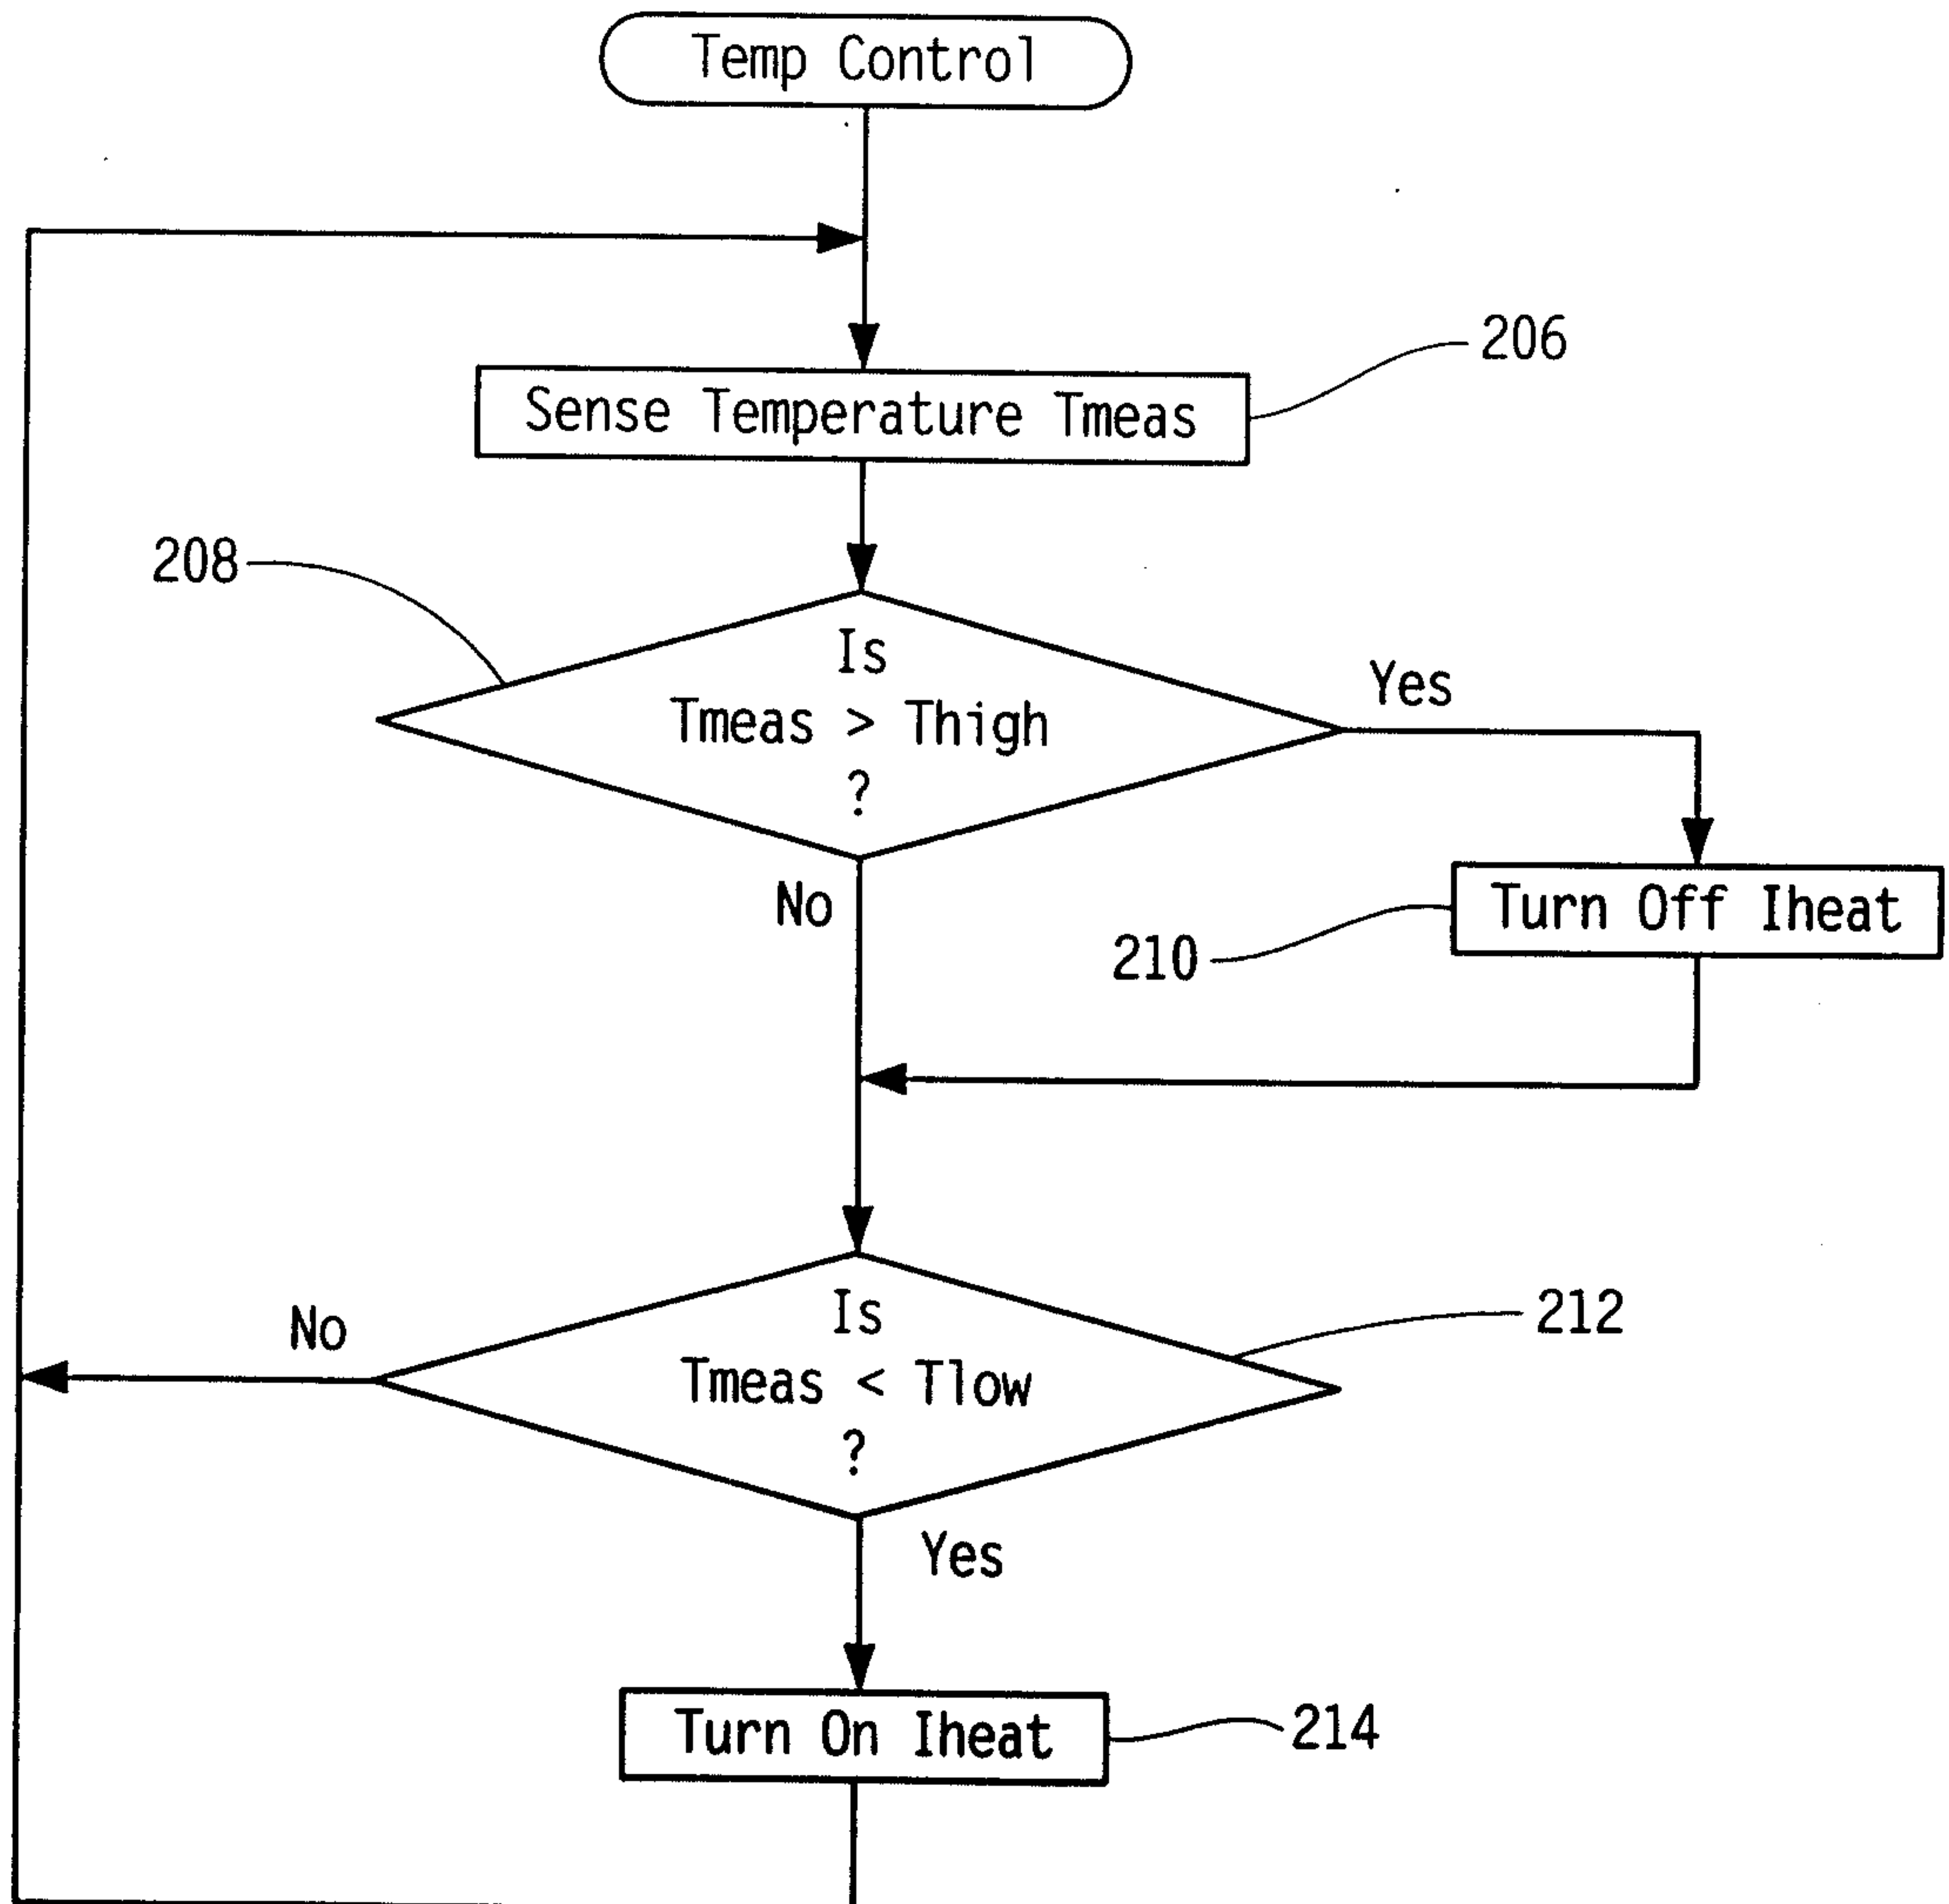 Temp Control
206
Sense Temperature Tmeas
208
Is
Tmeas > Thigh
?
Yes
No
Turn Off Iheat
210
212
Is
Tmeas < Tlow
?
No
Yes
Turn On Iheat
214